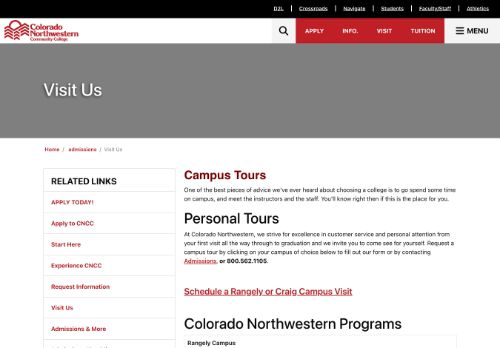 D2L Crossroads Navigate Students Faculty/Staff Athletics
Colorado
Northwestern
Community College
APPLY INFO. VISIT TUITION MENU
Visit Us
Home / admissions / Visit Us
RELATED LINKS
APPLY TODAY!
Apply to CNCC
Start Here
Experience CNCC
Request Information
Visit Us
Admissions & More
Campus Tours
One of the best pieces of advice we've ever heard about choosing a college is to go spend some time
on campus, and meet the instructors and the staff. You'll know right then if this is the place for you.
Personal Tours
At Colorado Northwestern, we strive for excellence in customer service and personal attention from
your first visit all the way through to graduation and we invite you to come see for yourself. Request a
campus tour by clicking on your campus of choice below to fill out our form or by contacting
Admissions, or 800.562.1105.
Schedule a Rangely or Craig Campus Visit
Colorado Northwestern Programs
Rangely Campus